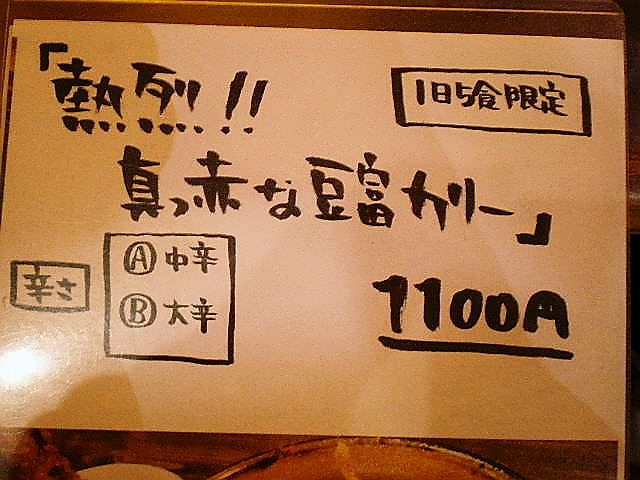 「熱烈!!
1日5食限定
真っ赤な豆富カリー」
辛さ
Ⓐ中辛
Ⓑ大辛
1100円